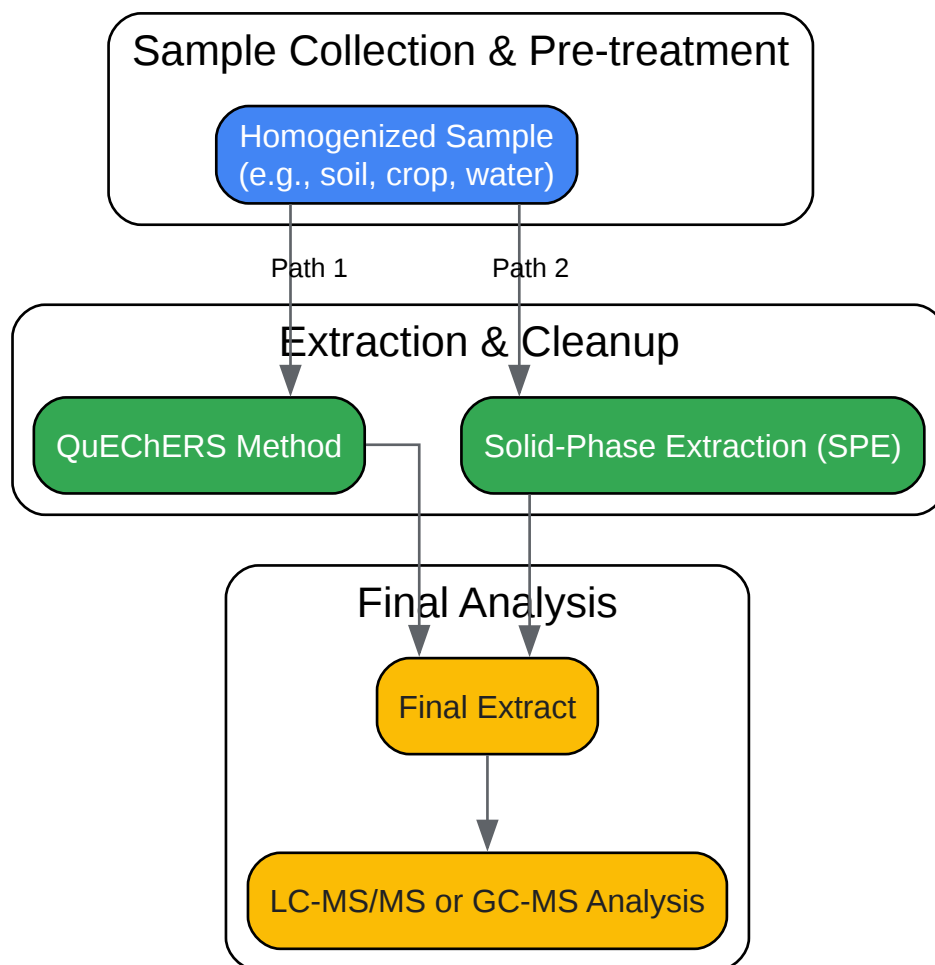 Sample Collection & Pre-treatment
Homogenized Sample
(e.g., soil, crop, water)
Path 1
Path 2
Extraction & Cleanup
QuEChERS Method
Solid-Phase Extraction (SPE)
Final Analysis
Final Extract
LC-MS/MS or GC-MS Analysis